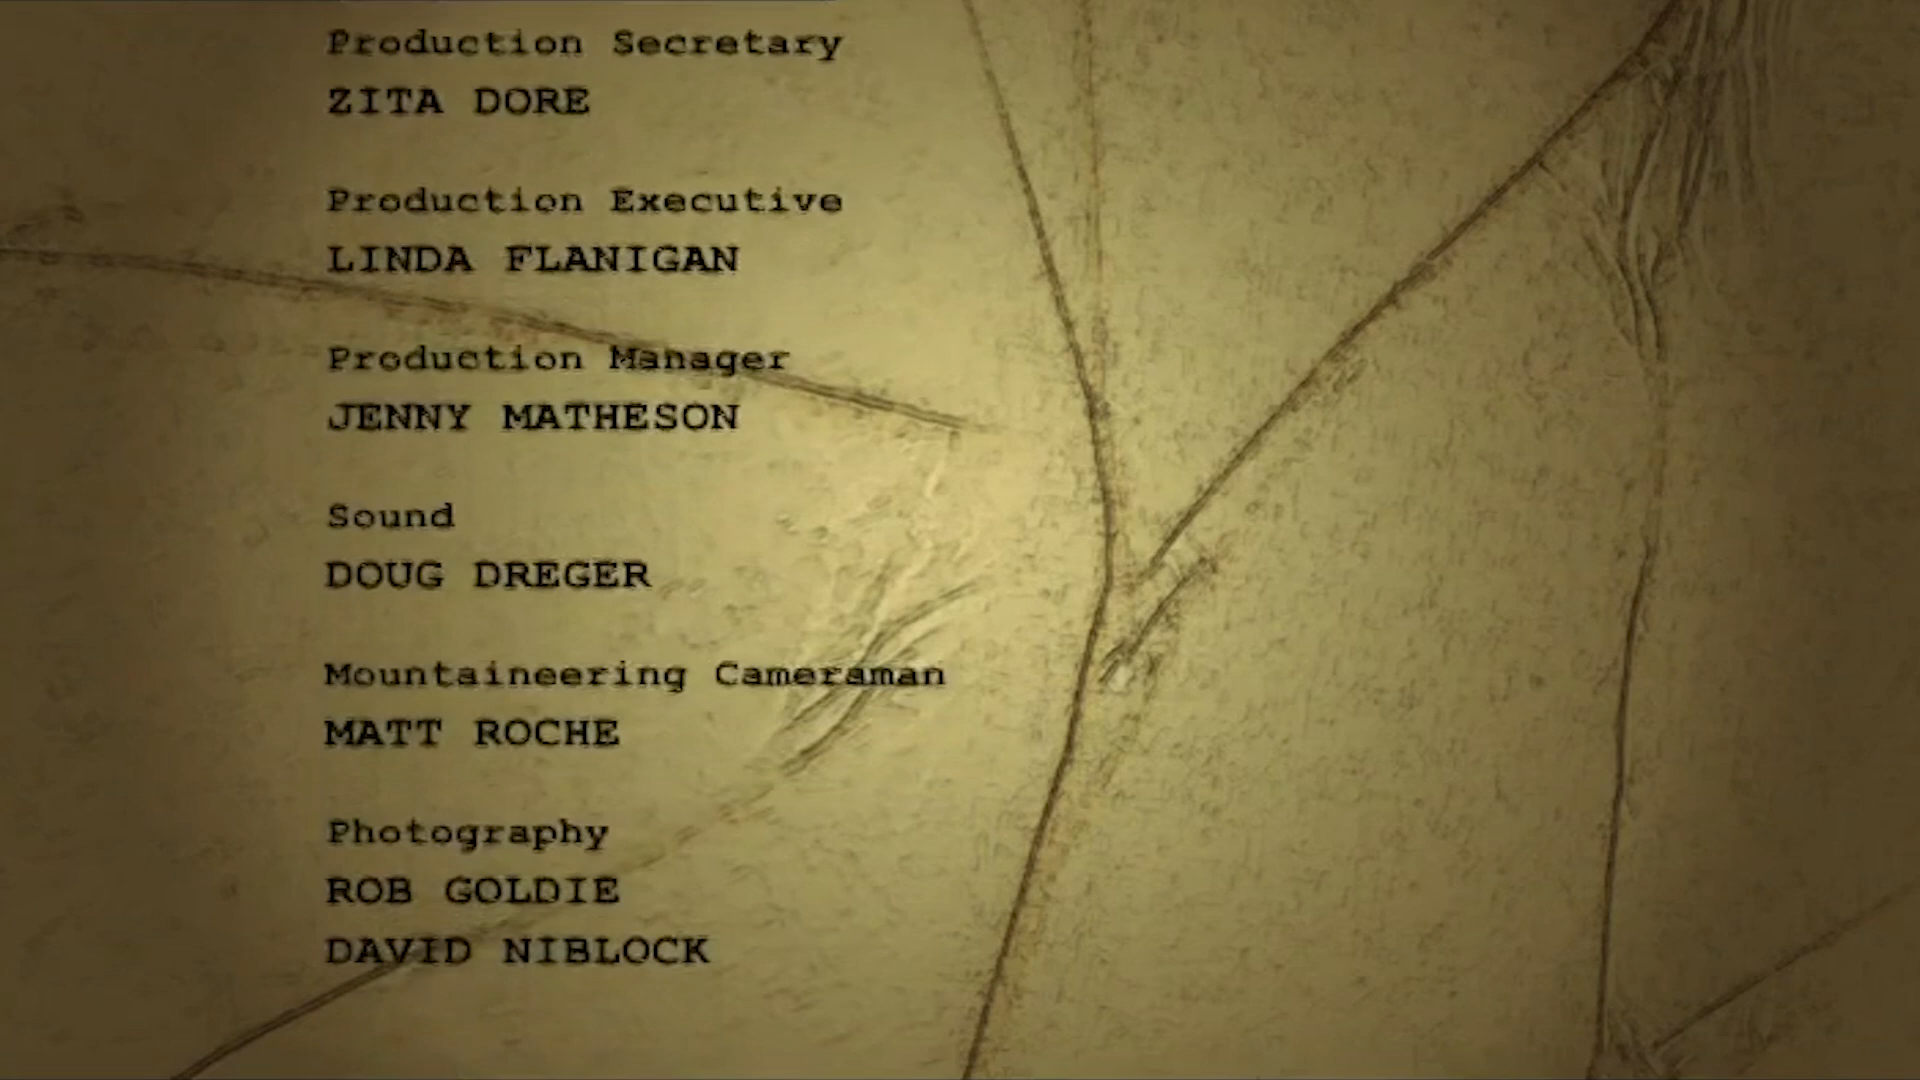 Production Secretary
ZITA DORE
Production Executive
LINDA FLANIGAN
Production Manager
JENNY MATHESON
Sound
DOUG DREGER
Mountaineering Cameraman
MATT ROCHE
Photography
ROB GOLDIE
DAVID NIBLOCK